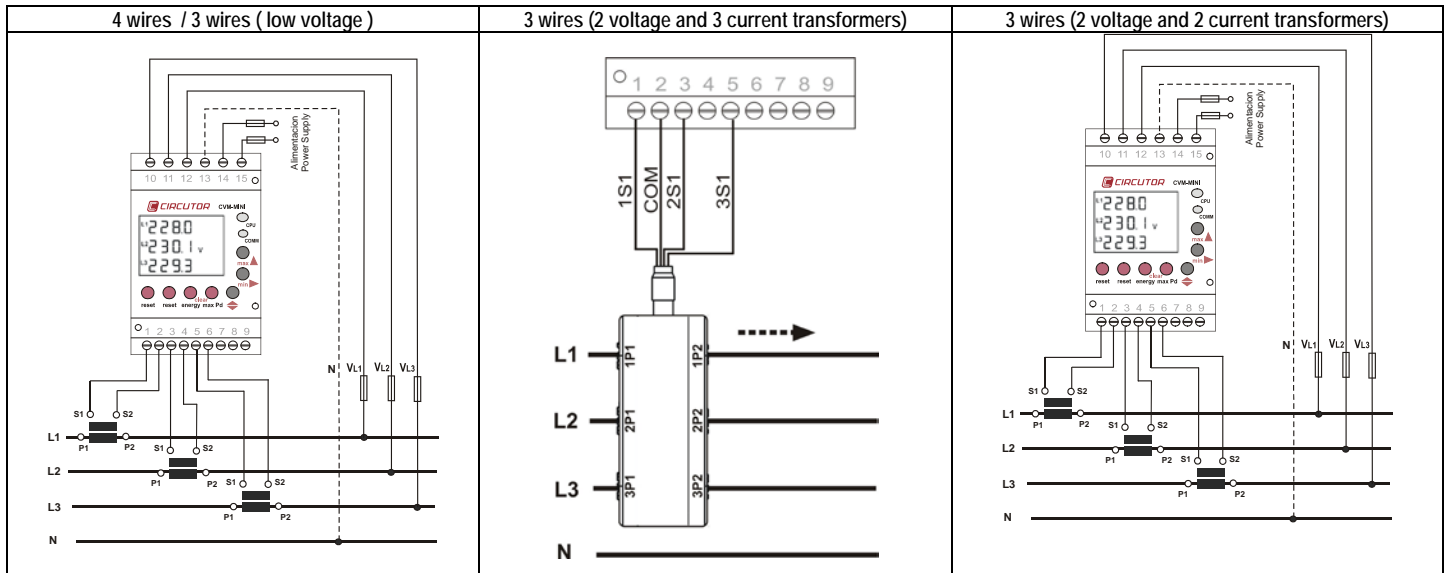 4 wires / 3 wires ( low voltage )
Alimentacion
Power Supply
10 11 12 13 14 15
CIRCUTOR CVM-MINI
L1 228.0
CPU
L2 230.1 v
COMM
L3 229.3
max
min
clear
reset reset energy max Pd
1 2 3 4 5 6 7 8 9
N VL1 VL2 VL3
S1 S2
L1 P1 P2
S1 S2
L2 P1 P2
S1 S2
L3 P1 P2
N
3 wires (2 voltage and 3 current transformers)
1 2 3 4 5 6 7 8 9
1S1 COM 2S1 3S1
L1 1P1 1P2
L2 2P1 2P2
L3 3P1 3P2
N
3 wires (2 voltage and 2 current transformers)
Alimentacion
Power Supply
10 11 12 13 14 15
CIRCUTOR CVM-MINI
L1 228.0
CPU
L2 230.1 v
COMM
L3 229.3
max
min
clear
reset reset energy max Pd
1 2 3 4 5 6 7 8 9
N VL1 VL2 VL3
S1 S2
L1 P1 P2
S1 S2
L2 P1 P2
S1 S2
L3 P1 P2
N